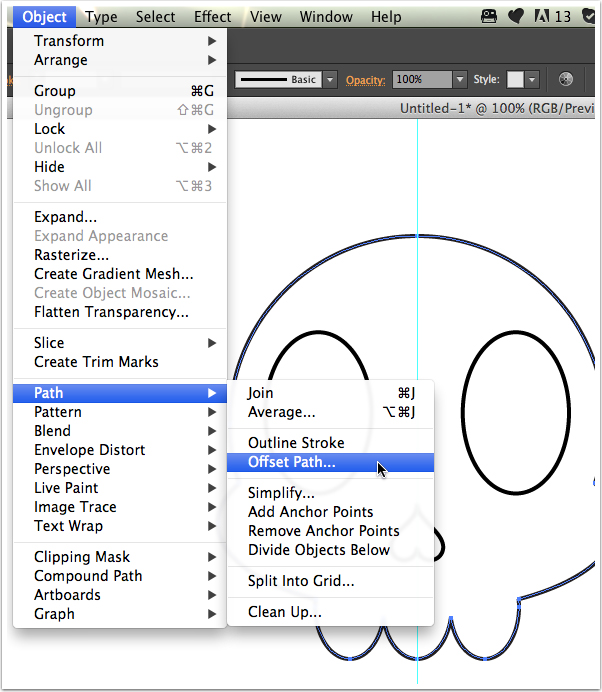 Object Type Select Effect View Window Help 13
Transform
Arrange
Basic Opacity: 100% Style:
Group ⌘G
Untitled-1* @ 100% (RGB/Previ
Ungroup ⇧⌘G
Lock
Unlock All ⌥⌘2
Hide
Show All ⌥⌘3
Expand...
Expand Appearance
Rasterize...
Create Gradient Mesh...
Create Object Mosaic...
Flatten Transparency...
Slice
Create Trim Marks
Path
Pattern
Blend
Envelope Distort
Perspective
Live Paint
Image Trace
Text Wrap
Clipping Mask
Compound Path
Artboards
Graph
Join ⌘J
Average... ⌥⌘J
Outline Stroke
Offset Path...
Simplify...
Add Anchor Points
Remove Anchor Points
Divide Objects Below
Split Into Grid...
Clean Up...